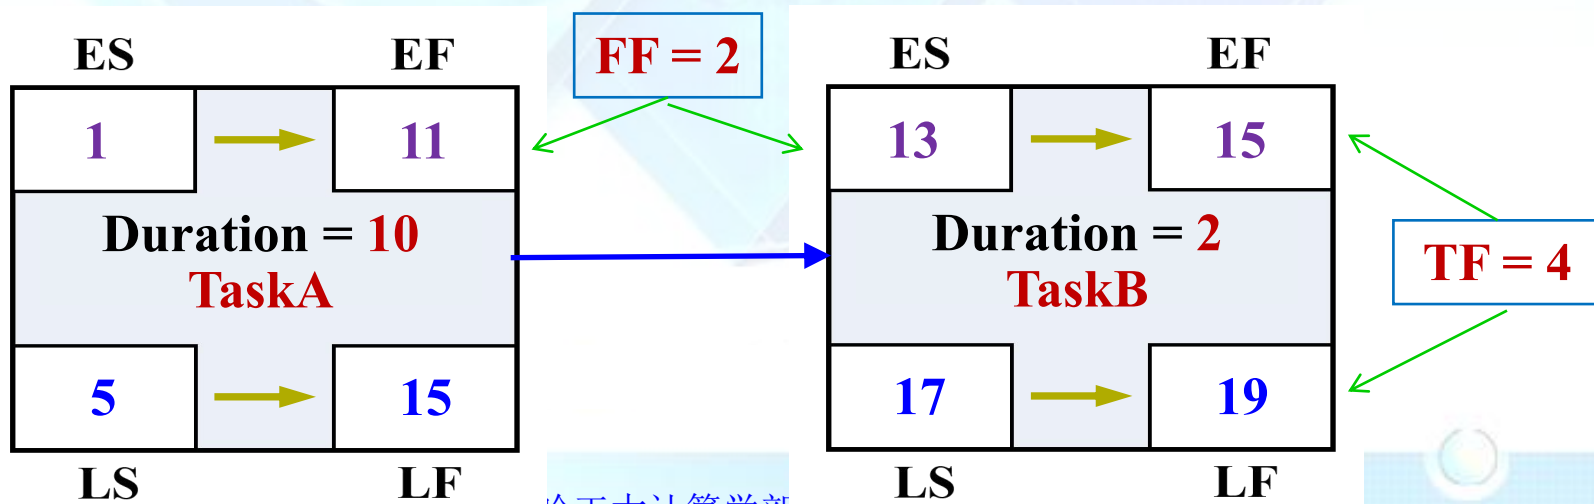 ES EF
1 11
Duration = 10
TaskA
5 15
LS LF
FF = 2
ES EF
13 15
Duration = 2
TaskB
17 19
LS LF
TF = 4